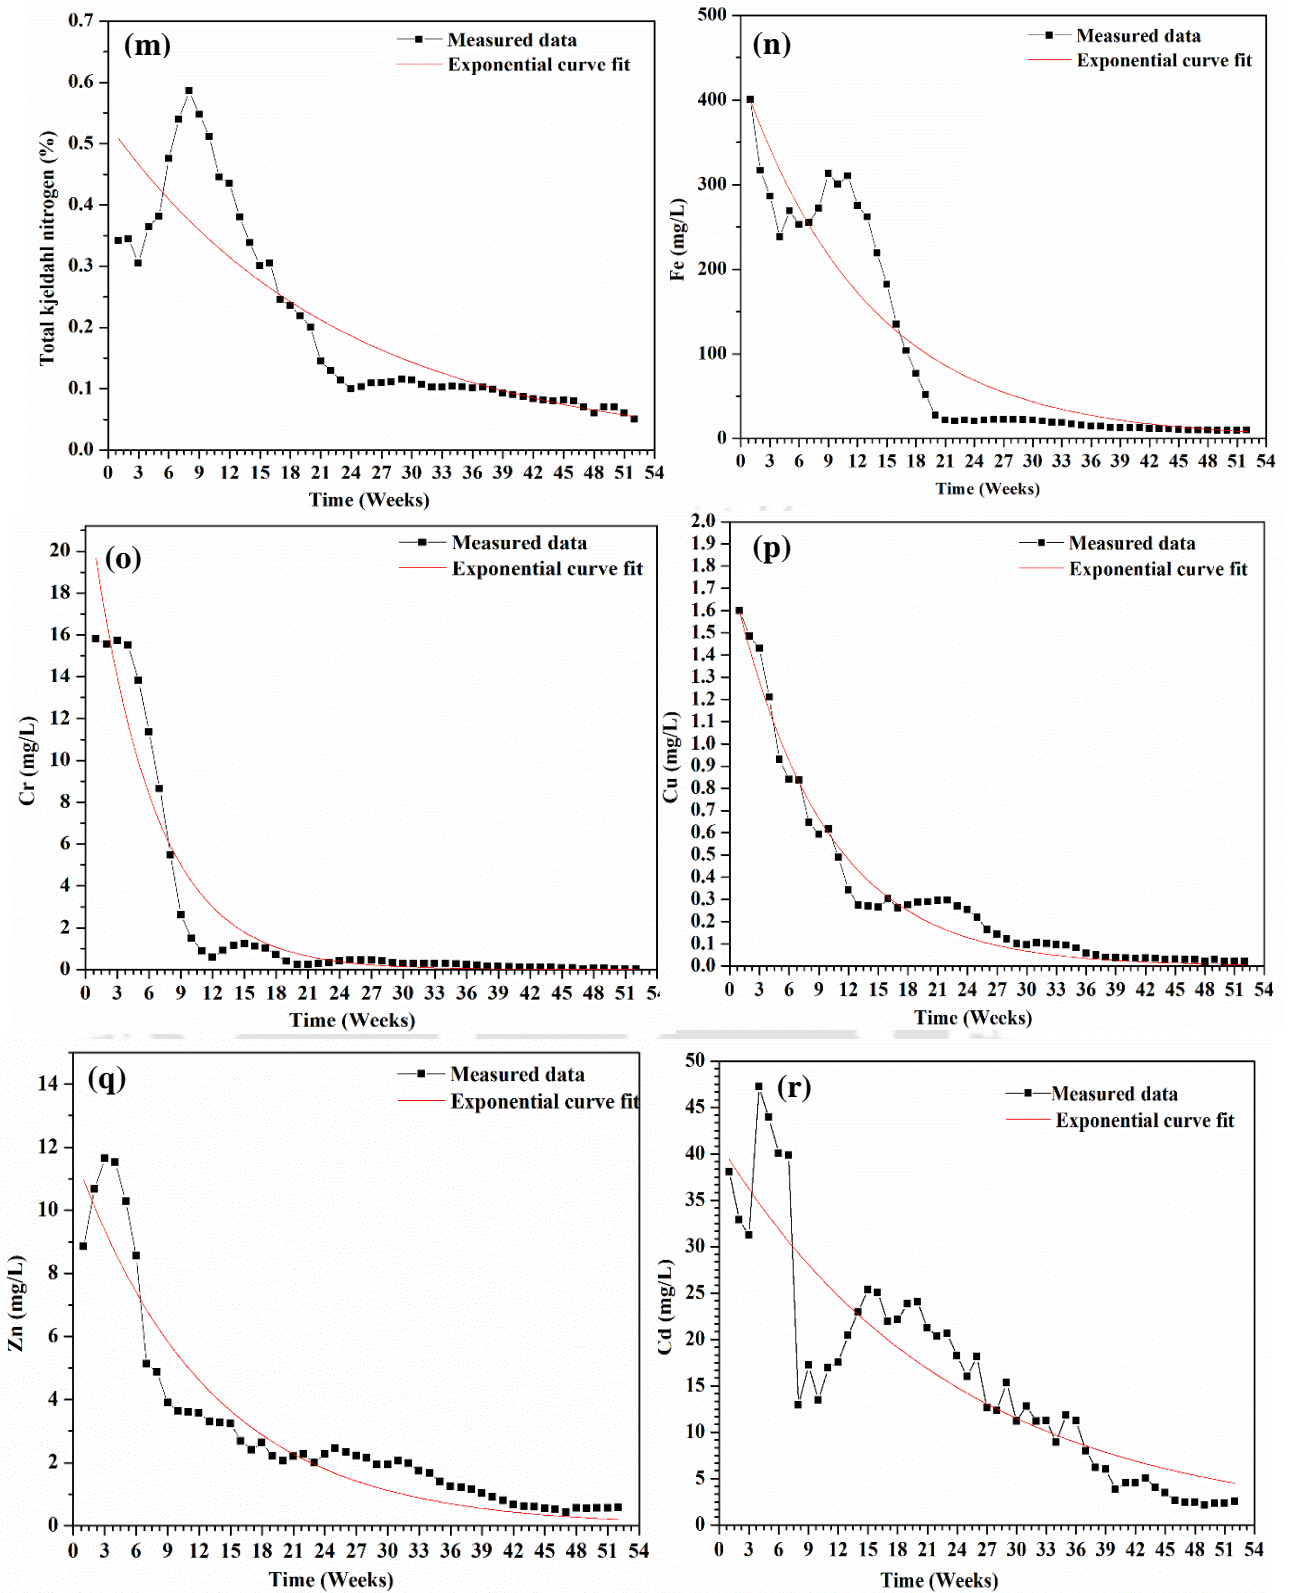 (m)
Measured data
Exponential curve fit
0.7
0.6
0.5
0.4
0.3
0.2
0.1
0.0
Total kjeldahl nitrogen (%)
0 3 6 9 12 15 18 21 24 27 30 33 36 39 42 45 48 51 54
Time (Weeks)
(n)
Measured data
Exponential curve fit
500
400
300
200
100
0
Fe (mg/L)
0 3 6 9 12 15 18 21 24 27 30 33 36 39 42 45 48 51 54
Time (Weeks)
(o)
Measured data
Exponential curve fit
20
18
16
14
12
10
8
6
4
2
0
Cr (mg/L)
0 3 6 9 12 15 18 21 24 27 30 33 36 39 42 45 48 51 54
Time (Weeks)
(p)
Measured data
Exponential curve fit
2.0
1.9
1.8
1.7
1.6
1.5
1.4
1.3
1.2
1.1
1.0
0.9
0.8
0.7
0.6
0.5
0.4
0.3
0.2
0.1
0.0
Cu (mg/L)
0 3 6 9 12 15 18 21 24 27 30 33 36 39 42 45 48 51 54
Time (Weeks)
(q)
Measured data
Exponential curve fit
14
12
10
8
6
4
2
0
Zn (mg/L)
0 3 6 9 12 15 18 21 24 27 30 33 36 39 42 45 48 51 54
Time (Weeks)
(r)
Measured data
Exponential curve fit
50
45
40
35
30
25
20
15
10
5
0
Cd (mg/L)
0 3 6 9 12 15 18 21 24 27 30 33 36 39 42 45 48 51 54
Time (Weeks)